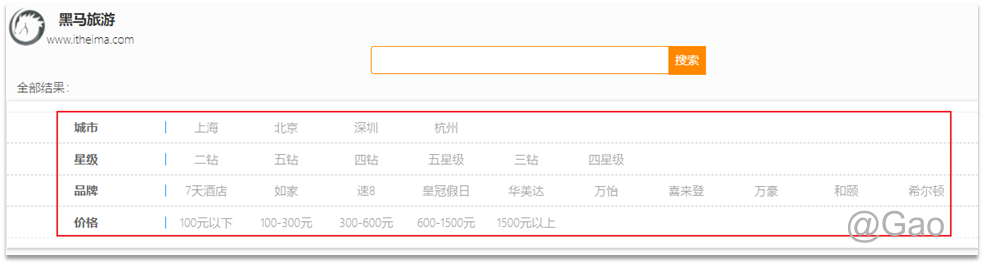 黑马旅游
www.itheima.com
搜索
全部结果:
城市 | 上海 北京 深圳 杭州
星级 | 二钻 五钻 四钻 五星级 三钻 四星级
品牌 | 7天酒店 如家 速8 皇冠假日 华美达 万怡 喜来登 万豪 和颐 希尔顿
价格 | 100元以下 100-300元 300-600元 600-1500元 1500元以上
@Gao